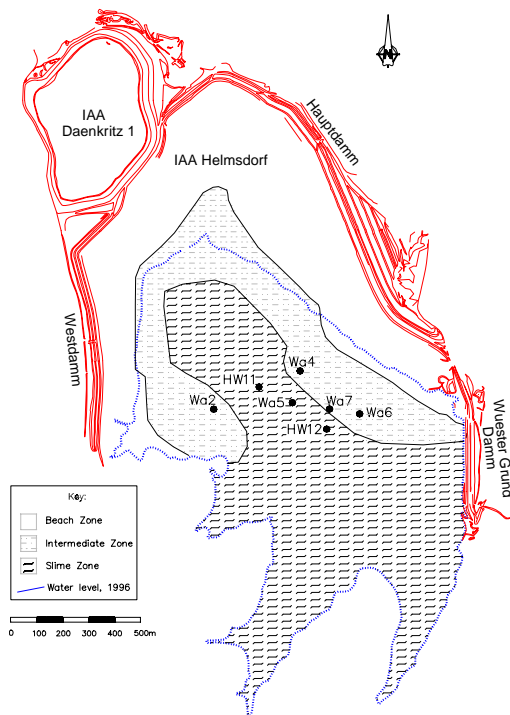 N
IAA
Daenkritz 1
Hauptdamm
IAA Helmsdorf
Westdamm
Wa4
HW11
Wa5
Wa2
Wa7
Wa6
HW12
Wuester Grund
Damm
Key:
Beach Zone
Intermediate Zone
Slime Zone
Water level, 1996
0 100 200 300 400 500m